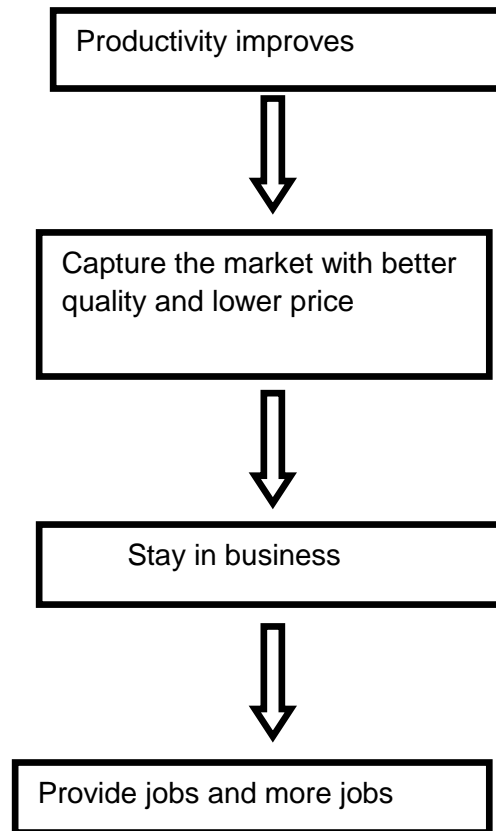 Productivity improves
Capture the market with better
quality and lower price
Stay in business
Provide jobs and more jobs